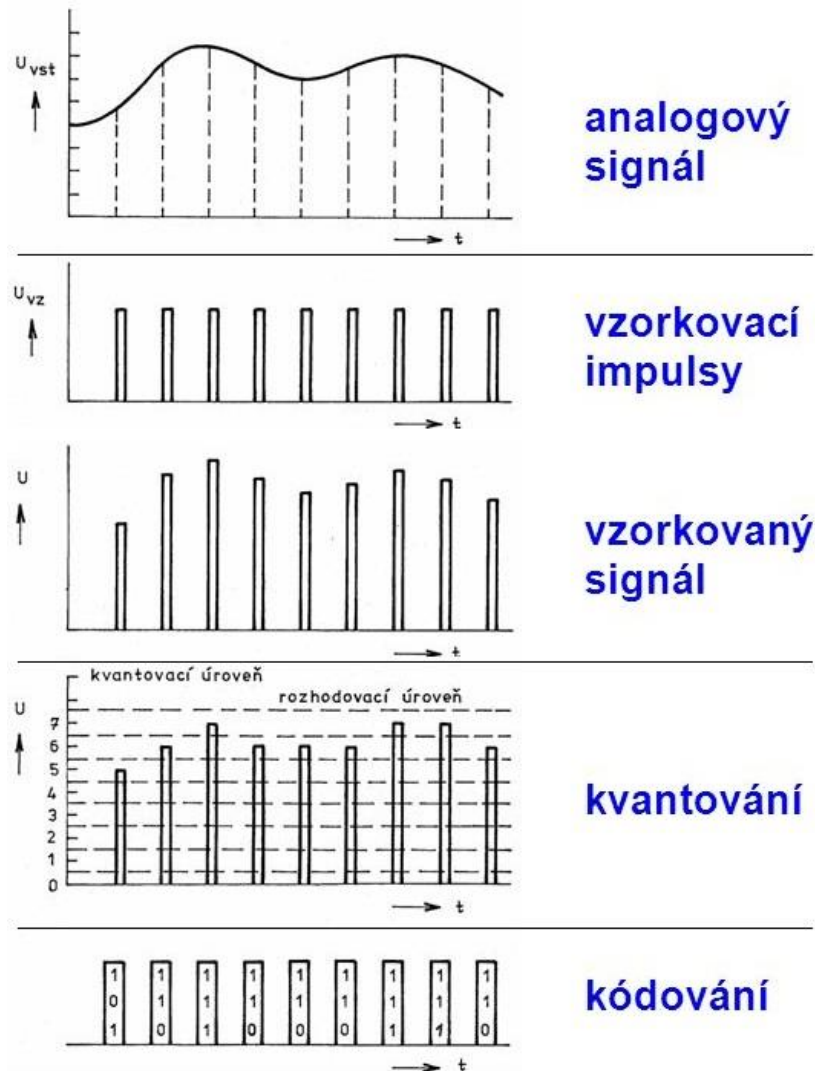 U vst
analogový
signál
t
U vz
vzorkovací
impulsy
t
U
vzorkovaný
signál
t
kvantovací úroveň
rozhodovací úroveň
U
7
6
5
4
3
2
1
0
kvantování
t
1 1 1 1 1 1 1 1 1
0 1 1 1 1 1 1 1 1
1 0 1 0 0 0 1 1 0
kódování
t